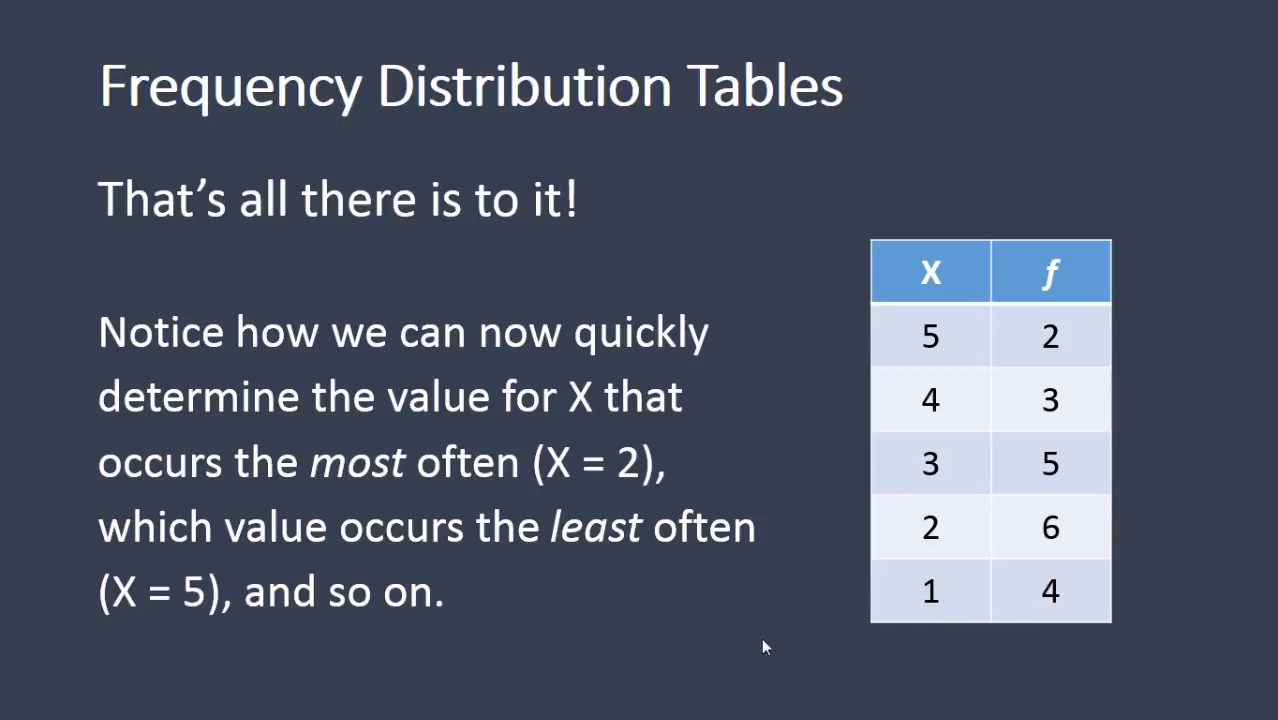 Frequency Distribution Tables
That’s all there is to it!
Notice how we can now quickly
determine the value for X that
occurs the most often (X = 2),
which value occurs the least often
(X = 5), and so on.
X f
5 2
4 3
3 5
2 6
1 4